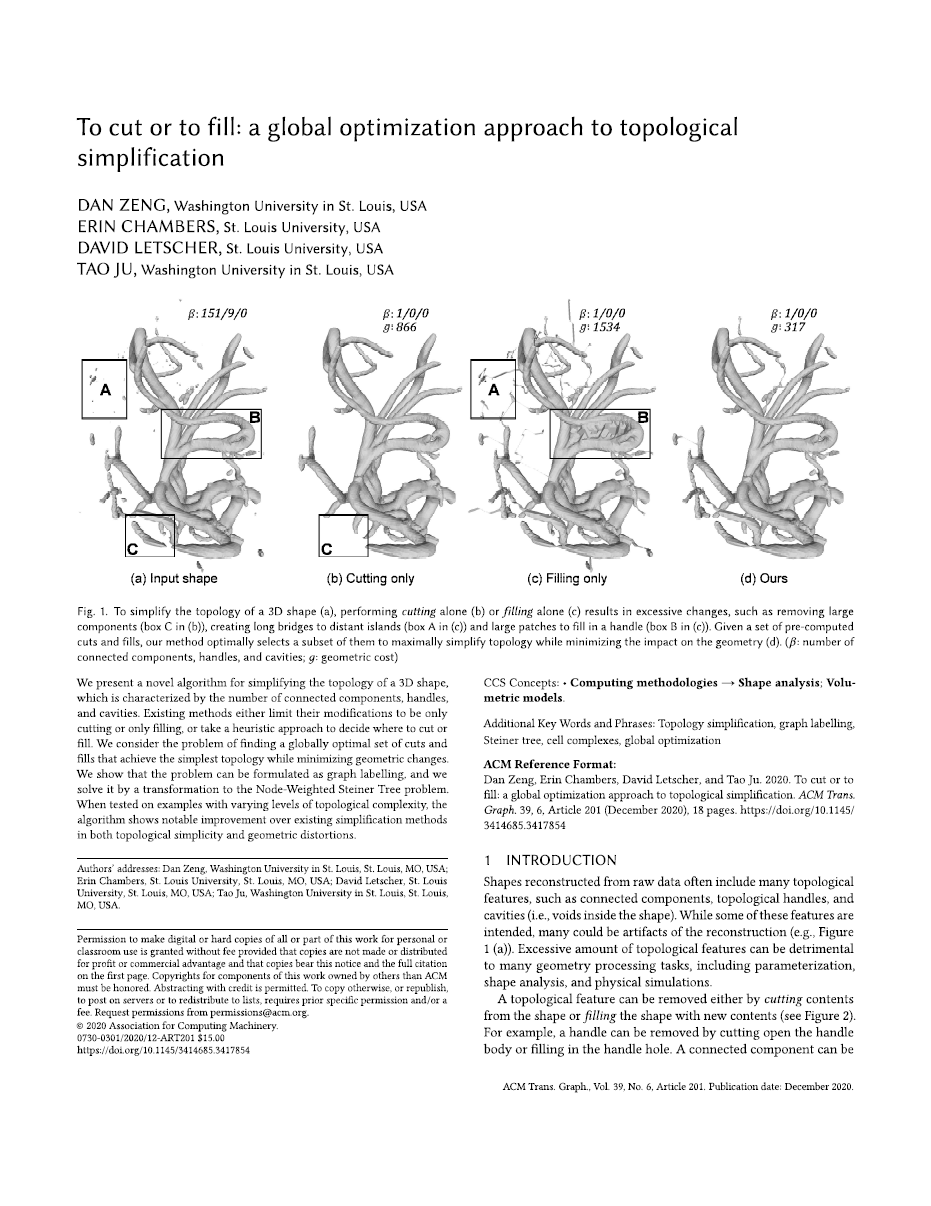 To cut or to fill: a global optimization approach to topological
simplification
DAN ZENG, Washington University in St. Louis, USA
ERIN CHAMBERS, St. Louis University, USA
DAVID LETSCHER, St. Louis University, USA
TAO JU, Washington University in St. Louis, USA
β: 151/9/0
β: 1/0/0
g: 866
β: 1/0/0
g: 1534
β: 1/0/0
g: 317
A
B
C
C
A
B
(a) Input shape
(b) Cutting only
(c) Filling only
(d) Ours
Fig. 1. To simplify the topology of a 3D shape (a), performing cutting alone (b) or filling alone (c) results in excessive changes, such as removing large
components (box C in (b)), creating long bridges to distant islands (box A in (c)) and large patches to fill in a handle (box B in (c)). Given a set of pre-computed
cuts and fills, our method optimally selects a subset of them to maximally simplify topology while minimizing the impact on the geometry (d). (β: number of
connected components, handles, and cavities; g: geometric cost)
We present a novel algorithm for simplifying the topology of a 3D shape,
which is characterized by the number of connected components, handles,
and cavities. Existing methods either limit their modifications to be only
cutting or only filling, or take a heuristic approach to decide where to cut or
fill. We consider the problem of finding a globally optimal set of cuts and
fills that achieve the simplest topology while minimizing geometric changes.
We show that the problem can be formulated as graph labelling, and we
solve it by a transformation to the Node-Weighted Steiner Tree problem.
When tested on examples with varying levels of topological complexity, the
algorithm shows notable improvement over existing simplification methods
in both topological simplicity and geometric distortions.
Authors' addresses: Dan Zeng, Washington University in St. Louis, St. Louis, MO, USA;
Erin Chambers, St. Louis University, St. Louis, MO, USA; David Letscher, St. Louis
University, St. Louis, MO, USA; Tao Ju, Washington University in St. Louis, St. Louis,
MO, USA.
Permission to make digital or hard copies of all or part of this work for personal or
classroom use is granted without fee provided that copies are not made or distributed
for profit or commercial advantage and that copies bear this notice and the full citation
on the first page. Copyrights for components of this work owned by others than ACM
must be honored. Abstracting with credit is permitted. To copy otherwise, or republish,
to post on servers or to redistribute to lists, requires prior specific permission and/or a
fee. Request permissions from permissions@acm.org.
© 2020 Association for Computing Machinery.
0730-0301/2020/12-ART201 $15.00
https://doi.org/10.1145/3414685.3417854
CCS Concepts: • Computing methodologies → Shape analysis; Volu-
metric models.
Additional Key Words and Phrases: Topology simplification, graph labelling,
Steiner tree, cell complexes, global optimization
ACM Reference Format:
Dan Zeng, Erin Chambers, David Letscher, and Tao Ju. 2020. To cut or to
fill: a global optimization approach to topological simplification. ACM Trans.
Graph. 39, 6, Article 201 (December 2020), 18 pages. https://doi.org/10.1145/
3414685.3417854
1 INTRODUCTION
Shapes reconstructed from raw data often include many topological
features, such as connected components, topological handles, and
cavities (i.e., voids inside the shape). While some of these features are
intended, many could be artifacts of the reconstruction (e.g., Figure
1 (a)). Excessive amount of topological features can be detrimental
to many geometry processing tasks, including parameterization,
shape analysis, and physical simulations.
A topological feature can be removed either by cutting contents
from the shape or filling the shape with new contents (see Figure 2).
For example, a handle can be removed by cutting open the handle
body or filling in the handle hole. A connected component can be
ACM Trans. Graph., Vol. 39, No. 6, Article 201. Publication date: December 2020.